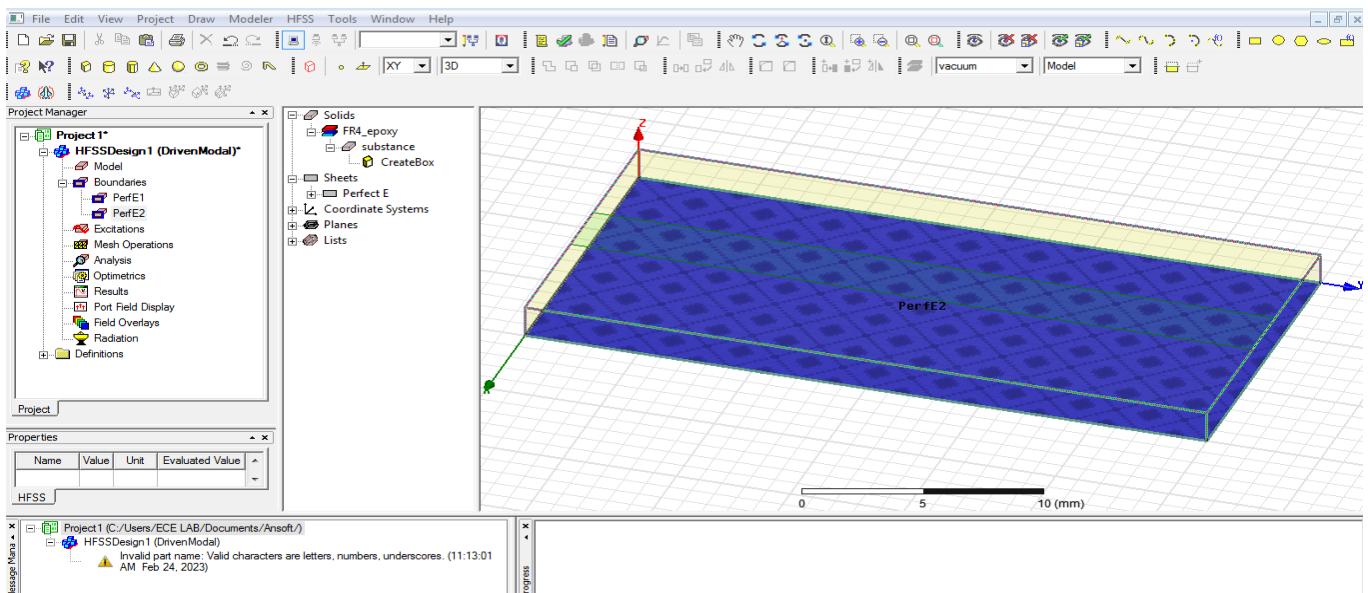 File Edit View Project Draw Modeler HFSS Tools Window Help
XY 3D vacuum Model
Project Manager
Project 1*
HFSSDesign1 (DrivenModal)*
Model
Boundaries
PerfE1
PerfE2
Excitations
Mesh Operations
Analysis
Optimetrics
Results
Port Field Display
Field Overlays
Radiation
Definitions
Project
Properties
Name Value Unit Evaluated Value
HFSS
Solids
FR4_epoxy
substance
CreateBox
Sheets
Perfect E
Coordinate Systems
Planes
Lists
Z
PerfE2
Y
X
0 5 10 (mm)
Project1 (C:/Users/ECE LAB/Documents/Ansoft/)
HFSSDesign1 (DrivenModal)
Invalid part name: Valid characters are letters, numbers, underscores. (11:13:01
AM Feb 24, 2023)